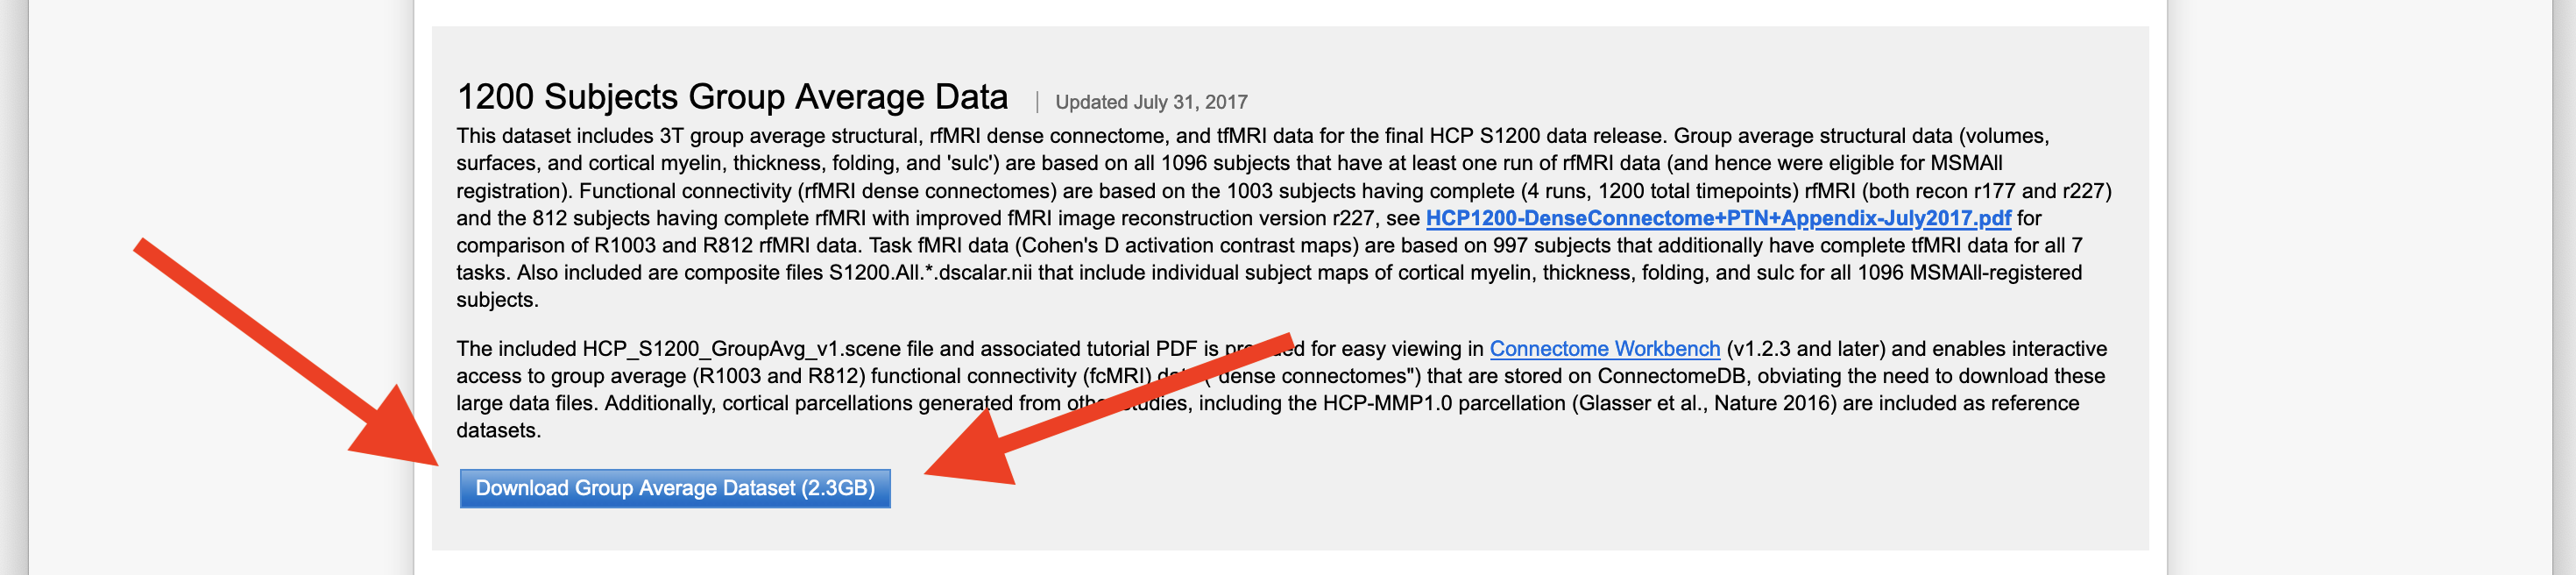 1200 Subjects Group Average Data | Updated July 31, 2017
This dataset includes 3T group average structural, rfMRI dense connectome, and tfMRI data for the final HCP S1200 data release. Group average structural data (volumes,
surfaces, and cortical myelin, thickness, folding, and 'sulc') are based on all 1096 subjects that have at least one run of rfMRI data (and hence were eligible for MSMAll
registration). Functional connectivity (rfMRI dense connectomes) are based on the 1003 subjects having complete (4 runs, 1200 total timepoints) rfMRI (both recon r177 and r227)
and the 812 subjects having complete rfMRI with improved fMRI image reconstruction version r227, see HCP1200-DenseConnectome+PTN+Appendix-July2017.pdf for
comparison of R1003 and R812 rfMRI data. Task fMRI data (Cohen's D activation contrast maps) are based on 997 subjects that additionally have complete tfMRI data for all 7
tasks. Also included are composite files S1200.All.*.dscalar.nii that include individual subject maps of cortical myelin, thickness, folding, and sulc for all 1096 MSMAll-registered
subjects.
The included HCP_S1200_GroupAvg_v1.scene file and associated tutorial PDF is for easy viewing in Connectome Workbench (v1.2.3 and later) and enables interactive
access to group average (R1003 and R812) functional connectivity (fcMRI) "dense connectomes") that are stored on ConnectomeDB, obviating the need to download these
large data files. Additionally, cortical parcellations generated from including the HCP-MMP1.0 parcellation (Glasser et al., Nature 2016) are included as reference
datasets.
Download Group Average Dataset (2.3GB)